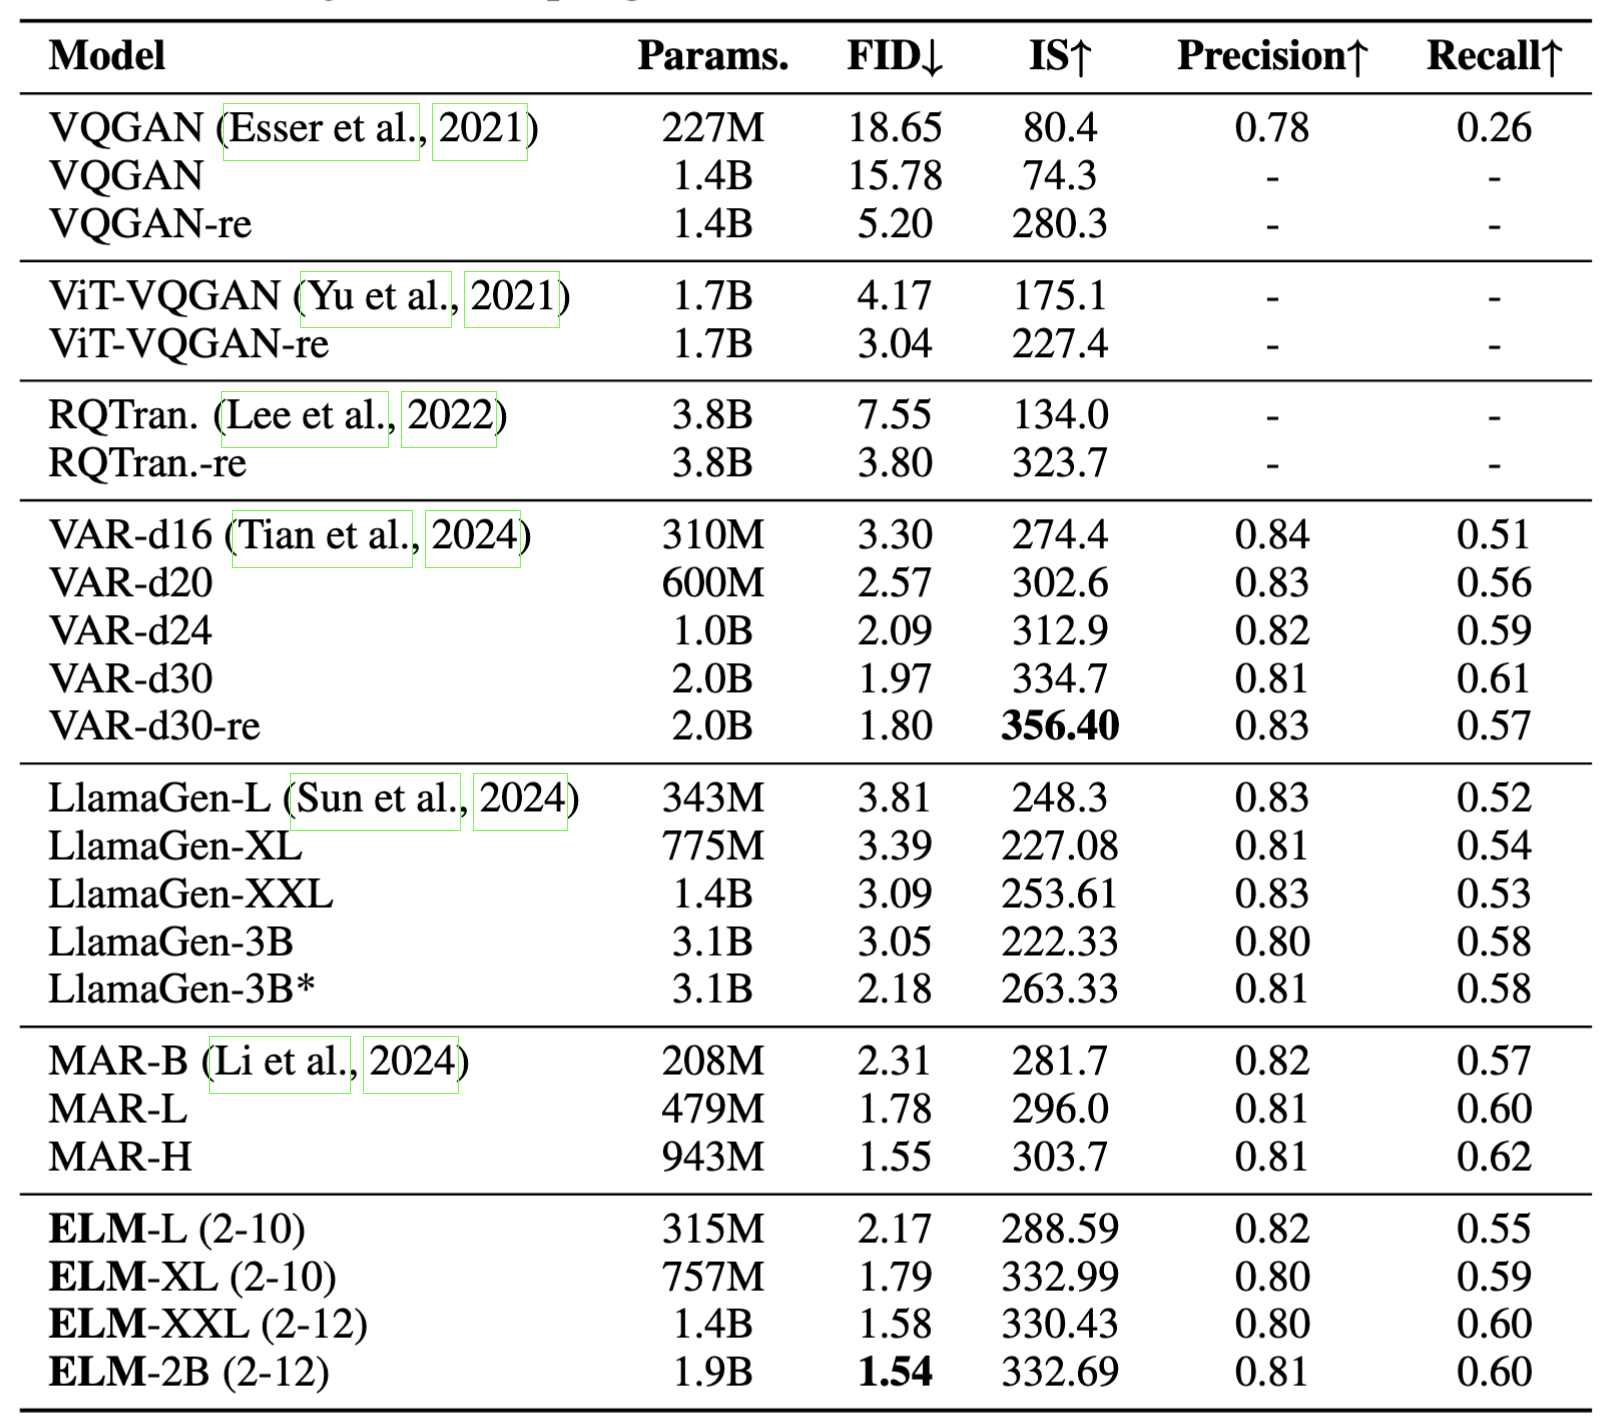 Model Params. FID↓ IS↑ Precision↑ Recall↑
VQGAN (Esser et al., 2021) 227M 18.65 80.4 0.78 0.26
VQGAN 1.4B 15.78 74.3 - -
VQGAN-re 1.4B 5.20 280.3 - -
ViT-VQGAN (Yu et al., 2021) 1.7B 4.17 175.1 - -
ViT-VQGAN-re 1.7B 3.04 227.4 - -
RQTran. (Lee et al., 2022) 3.8B 7.55 134.0 - -
RQTran.-re 3.8B 3.80 323.7 - -
VAR-d16 (Tian et al., 2024) 310M 3.30 274.4 0.84 0.51
VAR-d20 600M 2.57 302.6 0.83 0.56
VAR-d24 1.0B 2.09 312.9 0.82 0.59
VAR-d30 2.0B 1.97 334.7 0.81 0.61
VAR-d30-re 2.0B 1.80 356.40 0.83 0.57
LlamaGen-L (Sun et al., 2024) 343M 3.81 248.3 0.83 0.52
LlamaGen-XL 775M 3.39 227.08 0.81 0.54
LlamaGen-XXL 1.4B 3.09 253.61 0.83 0.53
LlamaGen-3B 3.1B 3.05 222.33 0.80 0.58
LlamaGen-3B* 3.1B 2.18 263.33 0.81 0.58
MAR-B (Li et al., 2024) 208M 2.31 281.7 0.82 0.57
MAR-L 479M 1.78 296.0 0.81 0.60
MAR-H 943M 1.55 303.7 0.81 0.62
ELM-L (2-10) 315M 2.17 288.59 0.82 0.55
ELM-XL (2-10) 757M 1.79 332.99 0.80 0.59
ELM-XXL (2-12) 1.4B 1.58 330.43 0.80 0.60
ELM-2B (2-12) 1.9B 1.54 332.69 0.81 0.60